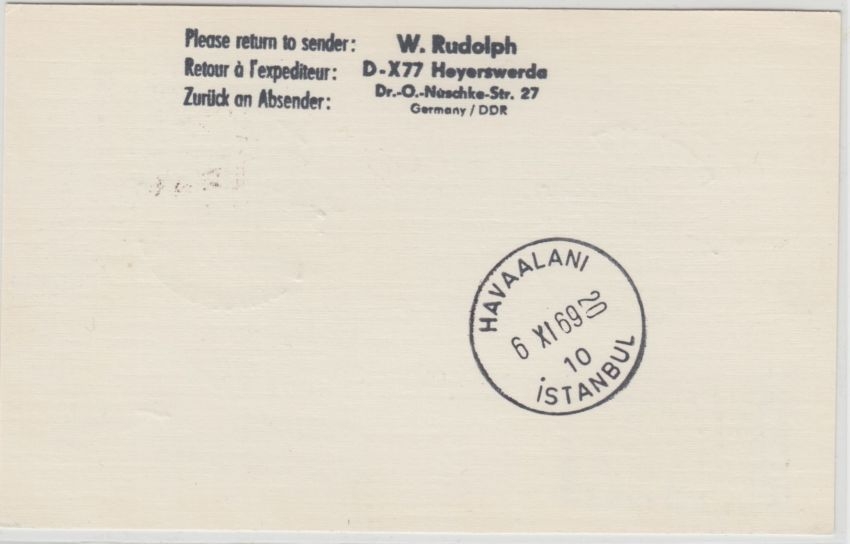 Please return to sender: W. Rudolph
Retour à l'expediteur: D-X77 Hoyerswerda
Zurück an Absender: Dr.-O.-Nuschke-Str. 27
Germany / DDR
HAVAALANI
6 XI 69 20
10
İSTANBUL